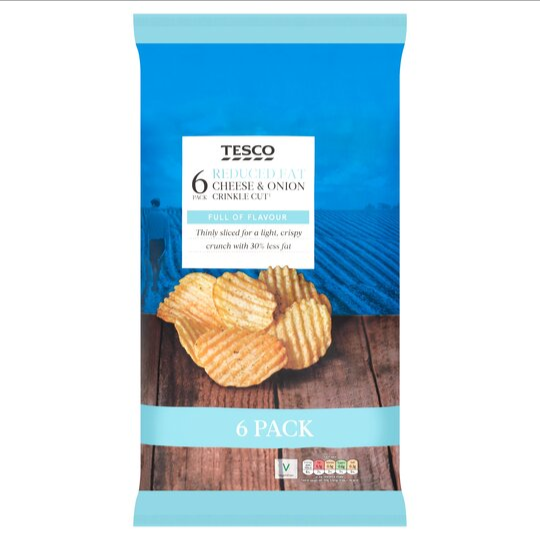 TESCO
6
PACK
REDUCED FAT
CHEESE & ONION
CRINKLE CUT
FULL OF FLAVOUR
Thinly sliced for a light, crispy
crunch with 30% less fat
6 PACK
V